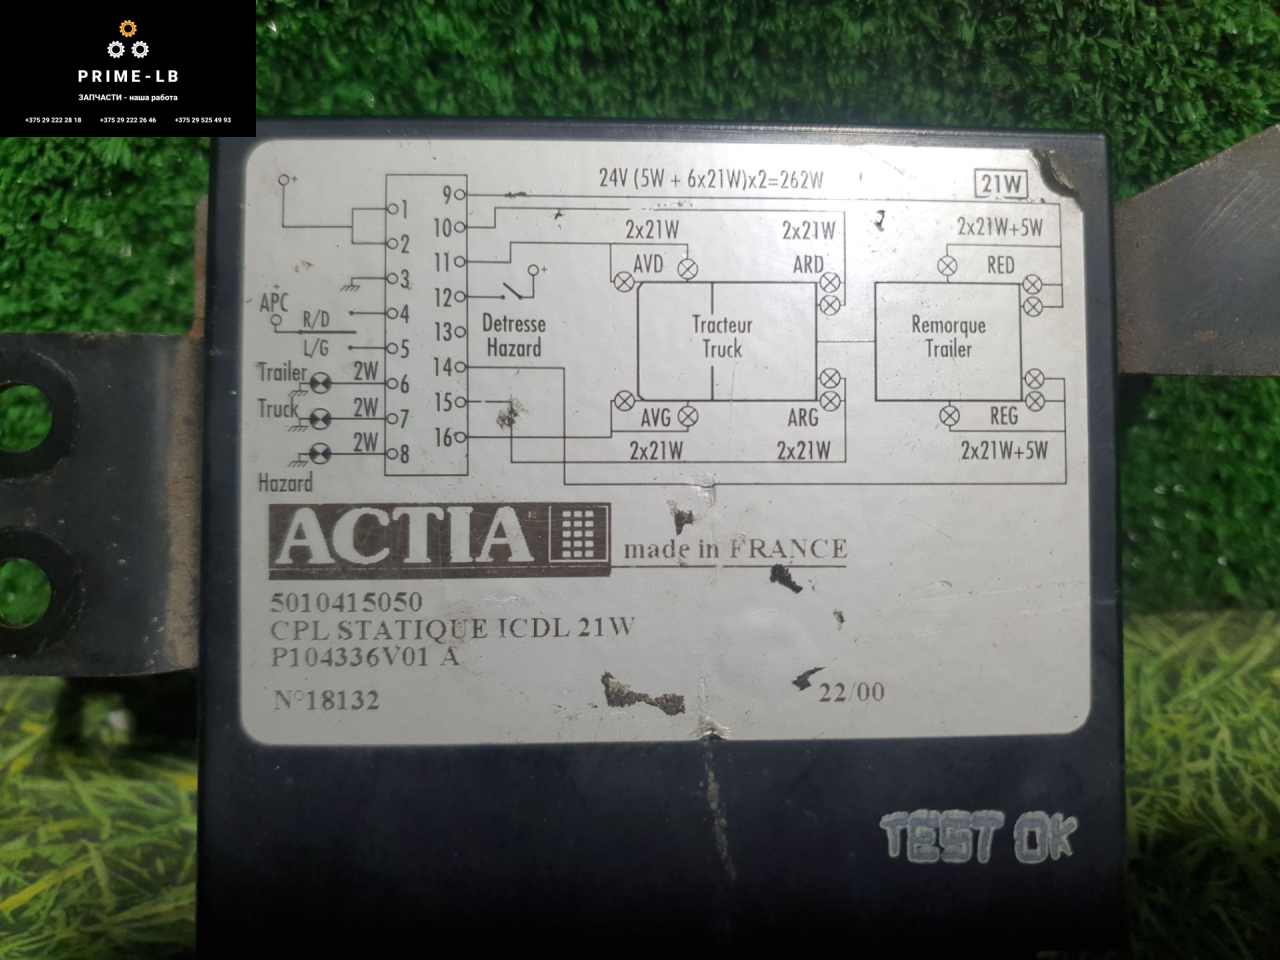 PRIME-LB
ЗАПЧАСТИ - наша работа
+375 29 222 28 18 +375 29 222 26 46 +375 29 525 49 93
24V (5W + 6x21W)x2=262W
21W
+
1
2
3
4
5
6
7
8
9
10
11
12
13
14
15
16
+
APC
R/D
L/G
Trailer 2W
Truck 2W
2W
Hazard
+
Detresse
Hazard
2x21W
2x21W
2x21W+5W
AVD
ARD
RED
Tracteur
Truck
Remorque
Trailer
AVG
ARG
REG
2x21W
2x21W
2x21W+5W
ACTIA®
made in FRANCE
5010415050
CPL STATIQUE ICDL 21W
P104336V01 A
N°18132
22/00
TEST OK